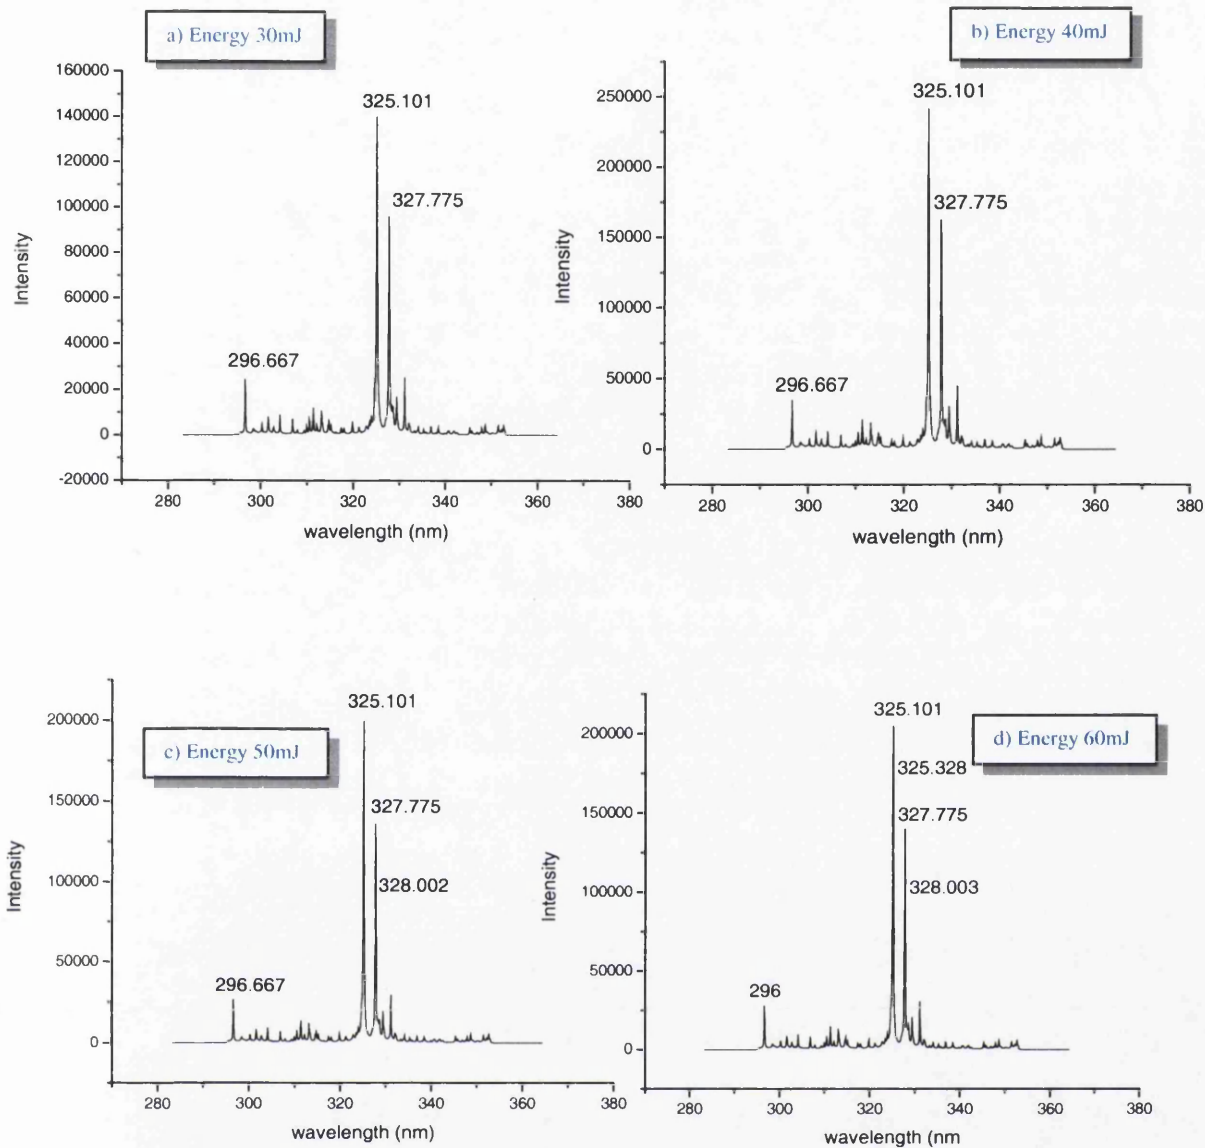 a) Energy 30mJ
160000
140000
120000
100000
80000
60000
40000
20000
0
-20000
Intensity
325.101
327.775
296.667
280 300 320 340 360 380
wavelength (nm)
b) Energy 40mJ
250000
200000
150000
100000
50000
0
Intensity
325.101
327.775
296.667
280 300 320 340 360 380
wavelength (nm)
c) Energy 50mJ
200000
150000
100000
50000
0
Intensity
325.101
327.775
328.002
296.667
280 300 320 340 360 380
wavelength (nm)
d) Energy 60mJ
200000
150000
100000
50000
0
Intensity
325.101
325.328
327.775
328.003
296
280 300 320 340 360 380
wavelength (nm